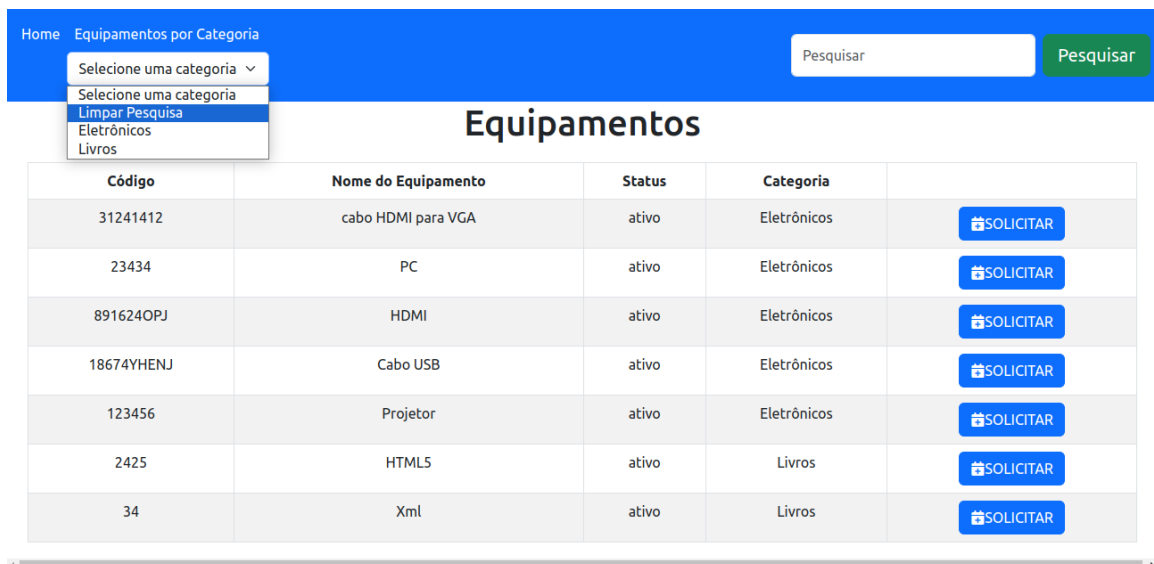 Home Equipamentos por Categoria
Selecione uma categoria
Pesquisar
Pesquisar
Selecione uma categoria
Limpar Pesquisa
Eletrônicos
Livros
Equipamentos
Código Nome do Equipamento Status Categoria
31241412 cabo HDMI para VGA ativo Eletrônicos SOLICITAR
23434 PC ativo Eletrônicos SOLICITAR
891624OPJ HDMI ativo Eletrônicos SOLICITAR
18674YHENJ Cabo USB ativo Eletrônicos SOLICITAR
123456 Projetor ativo Eletrônicos SOLICITAR
2425 HTML5 ativo Livros SOLICITAR
34 Xml ativo Livros SOLICITAR